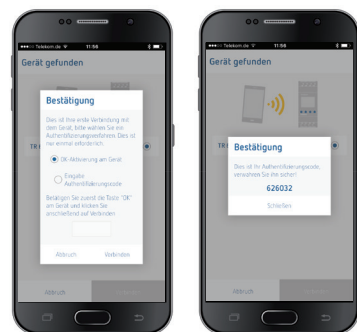 Telekom.de
11:56
Gerät gefunden
Bestätigung
Dies ist Ihre erste Verbindung mit
dem Gerät, bitte wählen Sie ein
Authentifizierungsverfahren. Dies ist
nur einmal erforderlich.
OK-Aktivierung am Gerät
Eingabe
Authentifizierungscode
Betätigen Sie zuerst die Taste "OK"
am Gerät und klicken Sie
anschließend auf Verbinden
Abbruch Verbinden
Abbruch
Telekom.de
11:56
Gerät gefunden
Bestätigung
Dies ist Ihr Authentifizierungscode,
verwahren Sie ihn sicher!
626032
Schließen
Abbruch